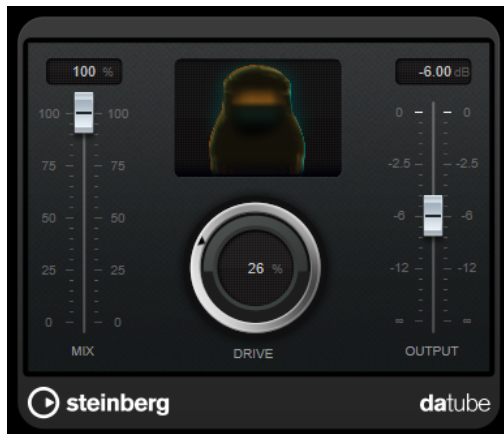 100 %
-6.00 dB
100 100
0 0
75 75
-2.5 -2.5
50 50
-6 -6
26 %
25 25
-12 -12
0 0
∞ ∞
MIX
DRIVE
OUTPUT
steinberg
datube